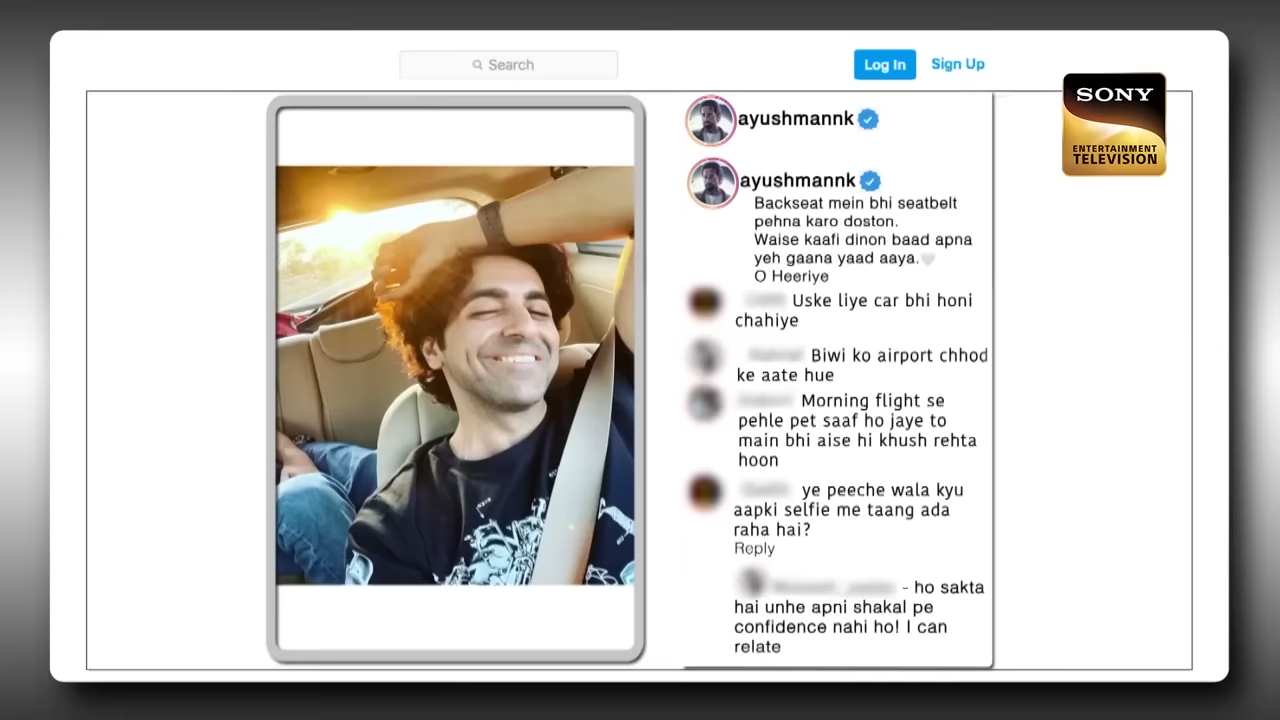 Search
Log In
Sign Up
SONY
ENTERTAINMENT
TELEVISION
ayushmannk
ayushmannk
Backseat mein bhi seatbelt
pehna karo doston.
Waise kaafi dinon baad apna
yeh gaana yaad aaya.
O Heeriye
Uske liye car bhi honi
chahiye
Biwi ko airport chhod
ke aate hue
Morning flight se
pehle pet saaf ho jaye to
main bhi aise hi khush rehta
hoon
ye peeche wala kyu
aapki selfie me taang ada
raha hai?
Reply
- ho sakta
hai unhe apni shakal pe
confidence nahi ho! I can
relate